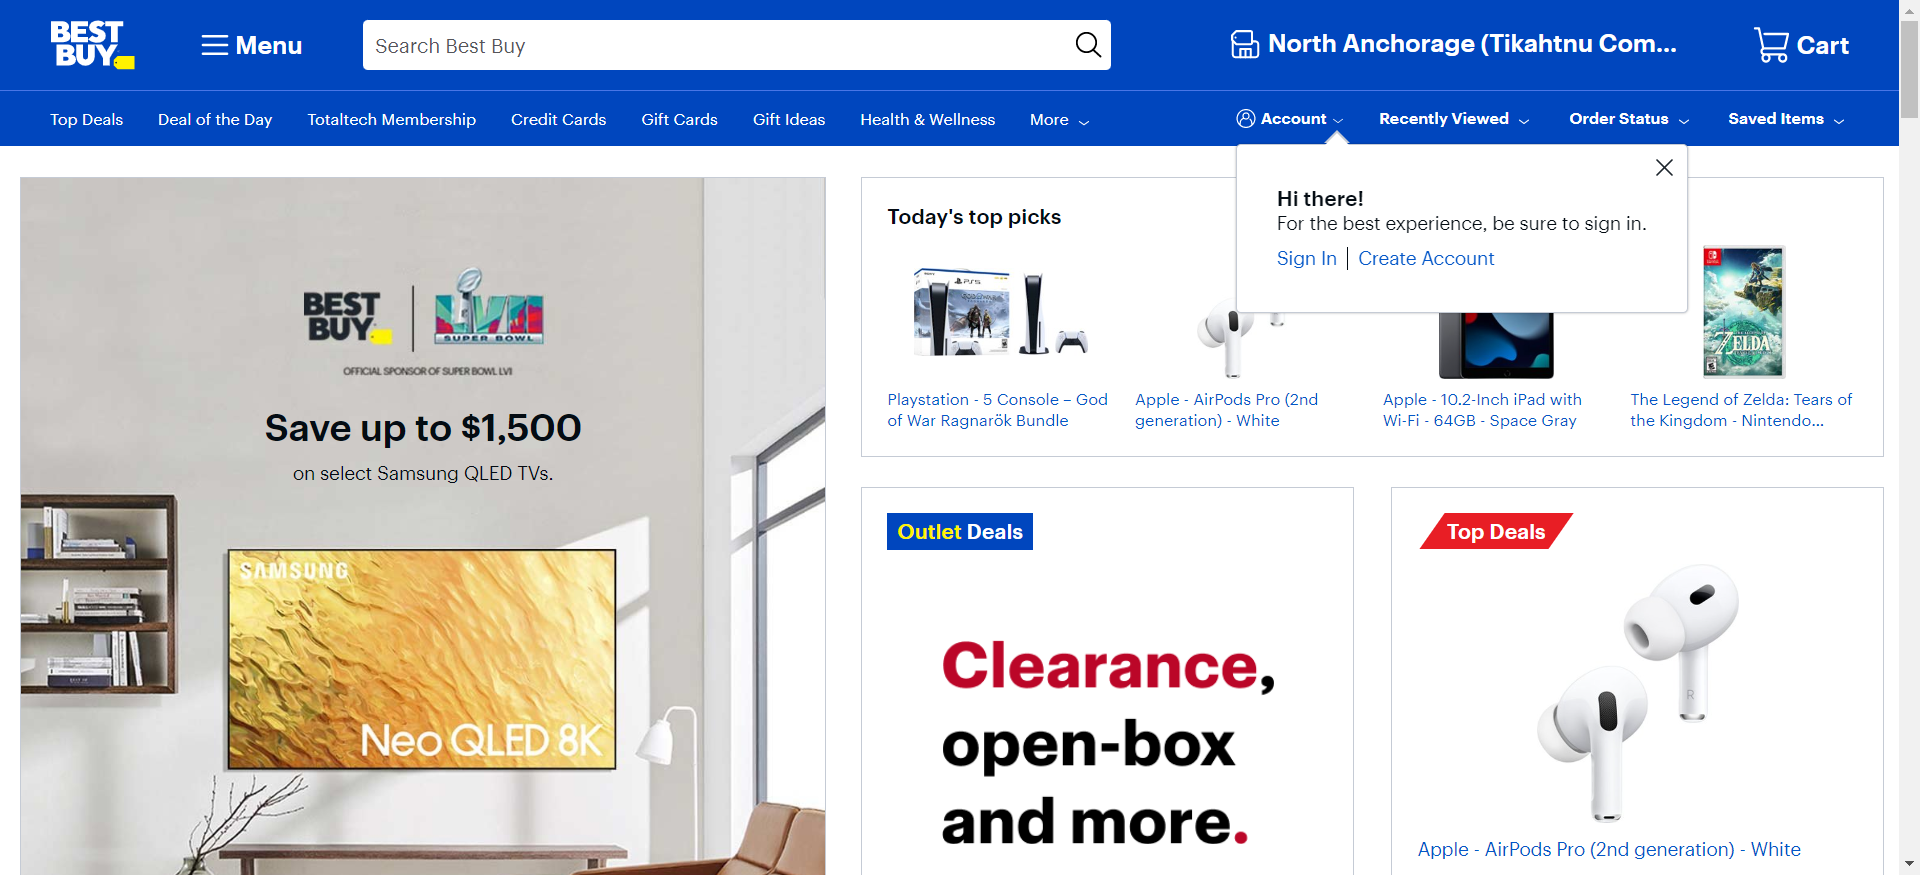 BEST
BUY
Menu
Search Best Buy
North Anchorage (Tikahtnu Com...
Cart
Top Deals
Deal of the Day
Totaltech Membership
Credit Cards
Gift Cards
Gift Ideas
Health & Wellness
More
Account
Recently Viewed
Order Status
Saved Items
Hi there!
For the best experience, be sure to sign in.
Sign In
Create Account
BEST
BUY
LVII
SUPER BOWL
OFFICIAL SPONSOR OF SUPER BOWL LVII
Save up to $1,500
on select Samsung QLED TVs.
SAMSUNG
Neo QLED 8K
Today's top picks
PS5
ZELDA
Playstation - 5 Console – God
of War Ragnarök Bundle
Apple - AirPods Pro (2nd
generation) - White
Apple - 10.2-Inch iPad with
Wi-Fi - 64GB - Space Gray
The Legend of Zelda: Tears of
the Kingdom - Nintendo...
Outlet Deals
Clearance,
open-box
and more.
Top Deals
R
Apple - AirPods Pro (2nd generation) - White